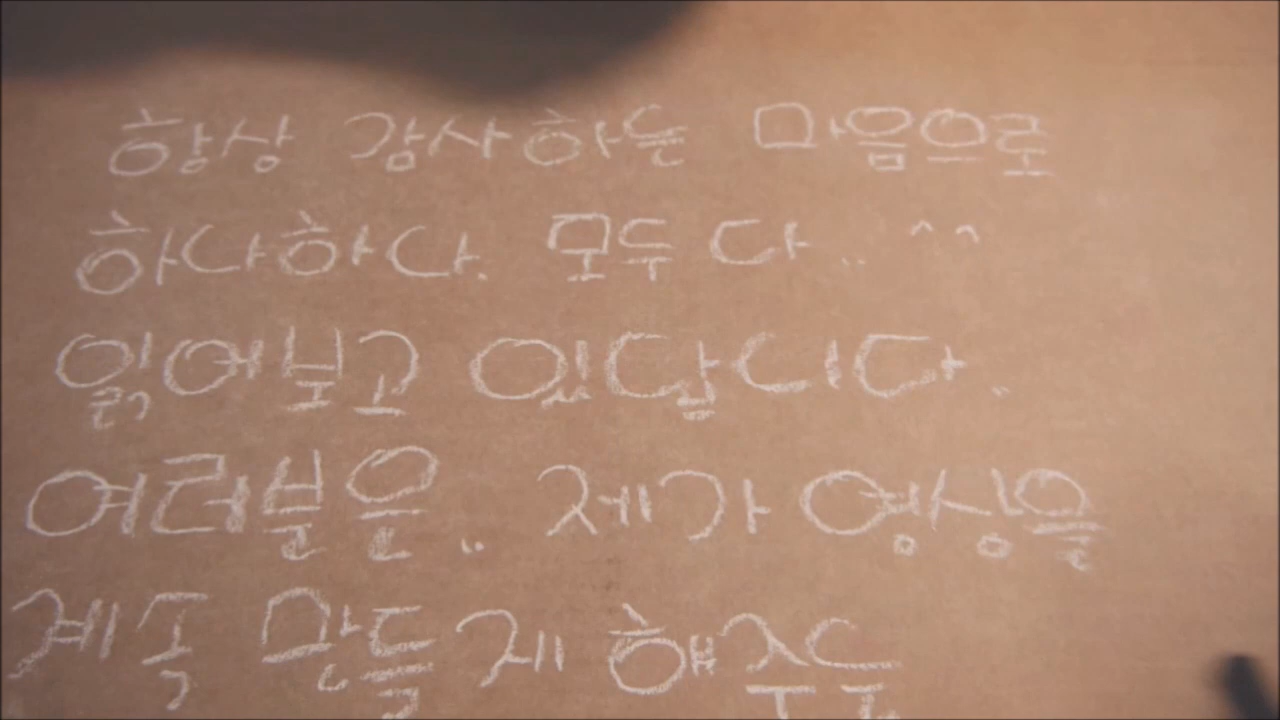 항상 감사하는 마음으로
하나하나. 모두 다.. ^^
읽어보고 있답니다..
여러분은.. 제가 영상을
계속 만들게 해주